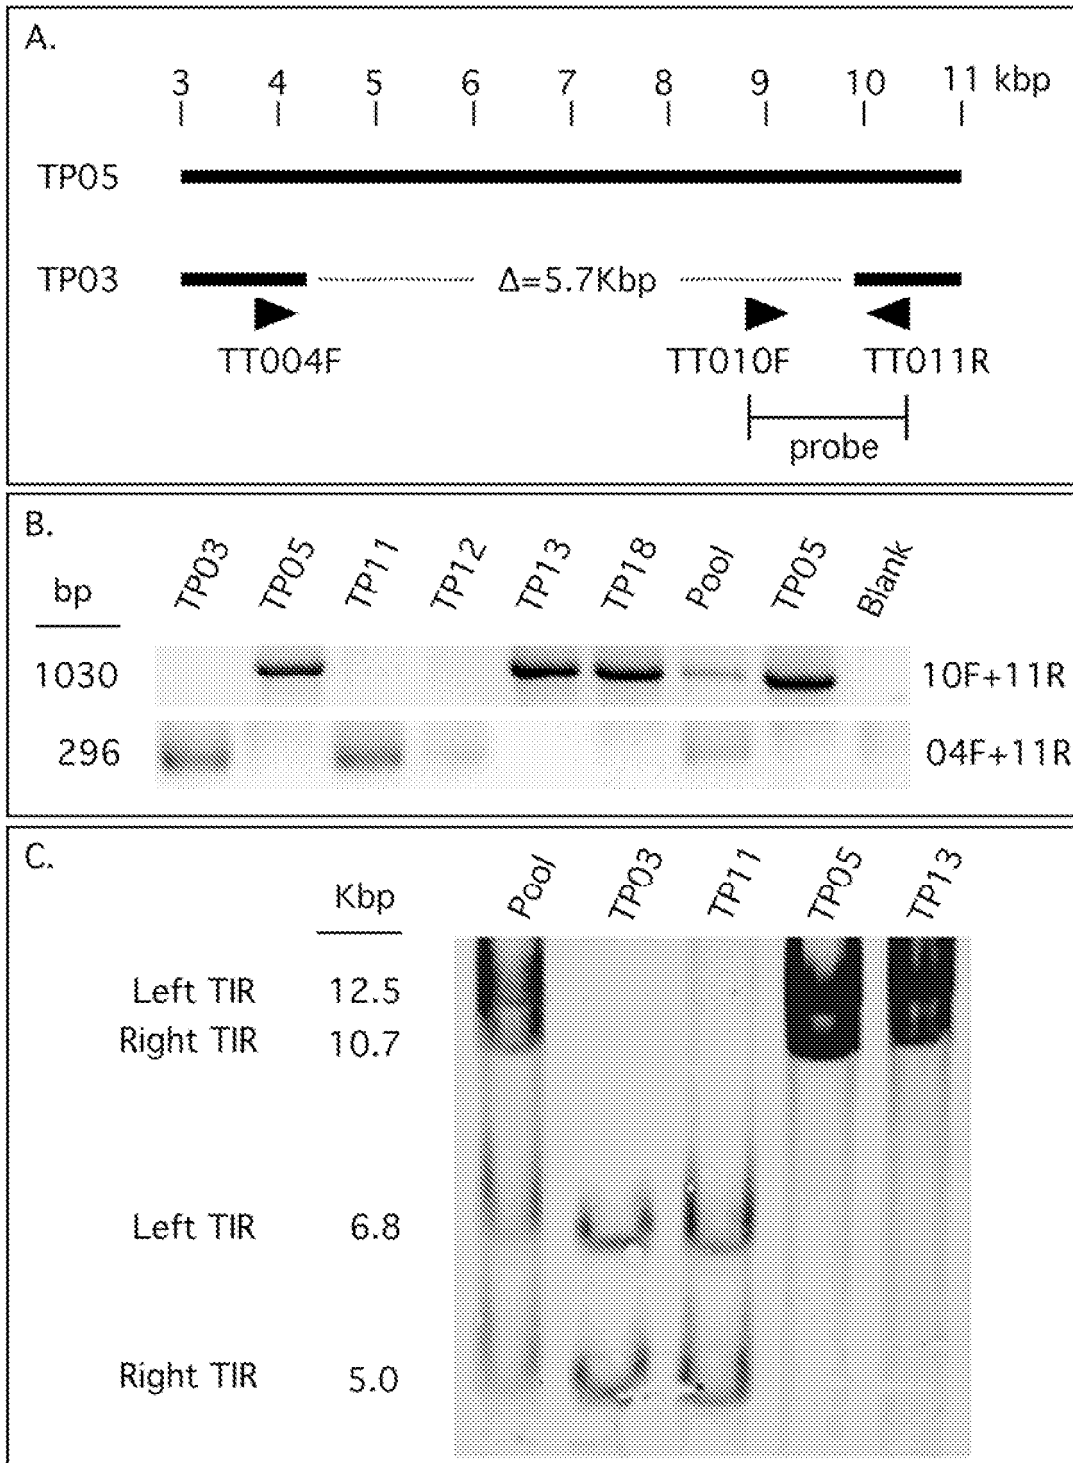 A.
3 4 5 6 7 8 9 10 11 kbp
TP05
TP03 Δ=5.7Kbp
TT004F TT010F TT011R
probe
B.
bp TP03 TP05 TP11 TP12 TP13 TP18 Pool TP05 Blank
1030 10F+11R
296 04F+11R
C.
Kbp Pool TP03 TP11 TP05 TP13
Left TIR 12.5
Right TIR 10.7
Left TIR 6.8
Right TIR 5.0